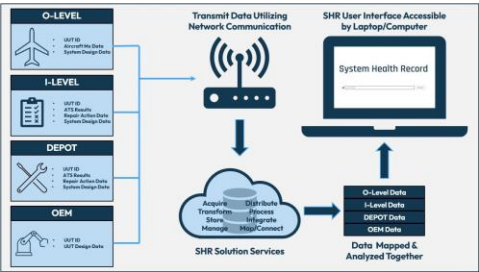 O-LEVEL
UUT ID
Aircraft Mx Data
System Design Data
I-LEVEL
UUT ID
ATS Results
Repair Action Data
System Design Data
DEPOT
UUT ID
ATS Results
Repair Action Data
System Design Data
OEM
UUT ID
UUT Design Data
Transmit Data Utilizing
Network Communication
Acquire Distribute
Transform Process
Store Integrate
Manage Map/Connect
SHR Solution Services
SHR User Interface Accessible
by Laptop/Computer
System Health Record
O-Level Data
I-Level Data
DEPOT Data
OEM Data
Data Mapped &
Analyzed Together